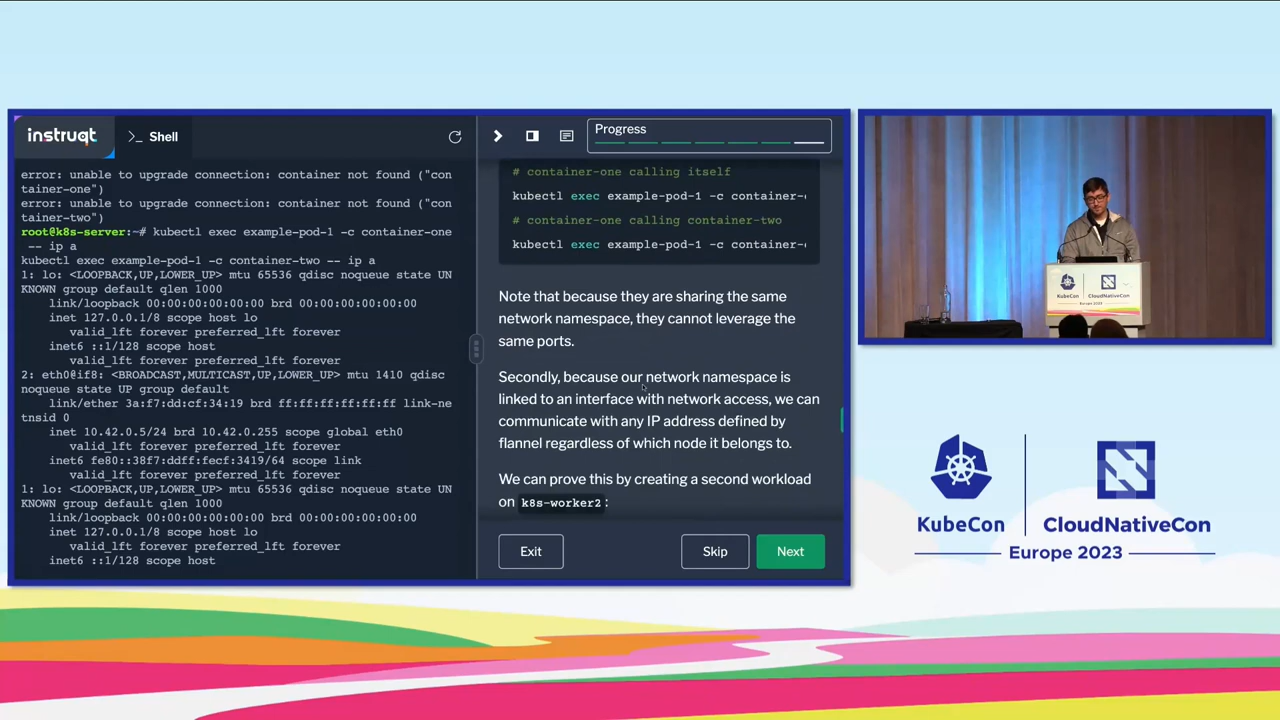 instruqt
>_ Shell
error: unable to upgrade connection: container not found ("con
tainer-one")
error: unable to upgrade connection: container not found ("con
tainer-two")
root@k8s-server:~# kubectl exec example-pod-1 -c container-one
-- ip a
kubectl exec example-pod-1 -c container-two -- ip a
1: lo: <LOOPBACK,UP,LOWER_UP> mtu 65536 qdisc noqueue state UN
KNOWN group default qlen 1000
link/loopback 00:00:00:00:00:00 brd 00:00:00:00:00:00
inet 127.0.0.1/8 scope host lo
valid_lft forever preferred_lft forever
inet6 ::1/128 scope host
valid_lft forever preferred_lft forever
2: eth0@if8: <BROADCAST,MULTICAST,UP,LOWER_UP> mtu 1410 qdisc
noqueue state UP group default
link/ether 3a:f7:dd:cf:34:19 brd ff:ff:ff:ff:ff:ff link-ne
tnsid 0
inet 10.42.0.5/24 brd 10.42.0.255 scope global eth0
valid_lft forever preferred_lft forever
inet6 fe80::38f7:ddff:fecf:3419/64 scope link
valid_lft forever preferred_lft forever
1: lo: <LOOPBACK,UP,LOWER_UP> mtu 65536 qdisc noqueue state UN
KNOWN group default qlen 1000
link/loopback 00:00:00:00:00:00 brd 00:00:00:00:00:00
inet 127.0.0.1/8 scope host lo
valid_lft forever preferred_lft forever
inet6 ::1/128 scope host
Progress
# container-one calling itself
kubectl exec example-pod-1 -c container-
# container-one calling container-two
kubectl exec example-pod-1 -c container-
Note that because they are sharing the same
network namespace, they cannot leverage the
same ports.
Secondly, because our network namespace is
linked to an interface with network access, we can
communicate with any IP address defined by
flannel regardless of which node it belongs to.
We can prove this by creating a second workload
on k8s-worker2:
Exit
Skip
Next
KubeCon
CloudNativeCon
Europe 2023
KubeCon
CloudNativeCon
Europe 2023